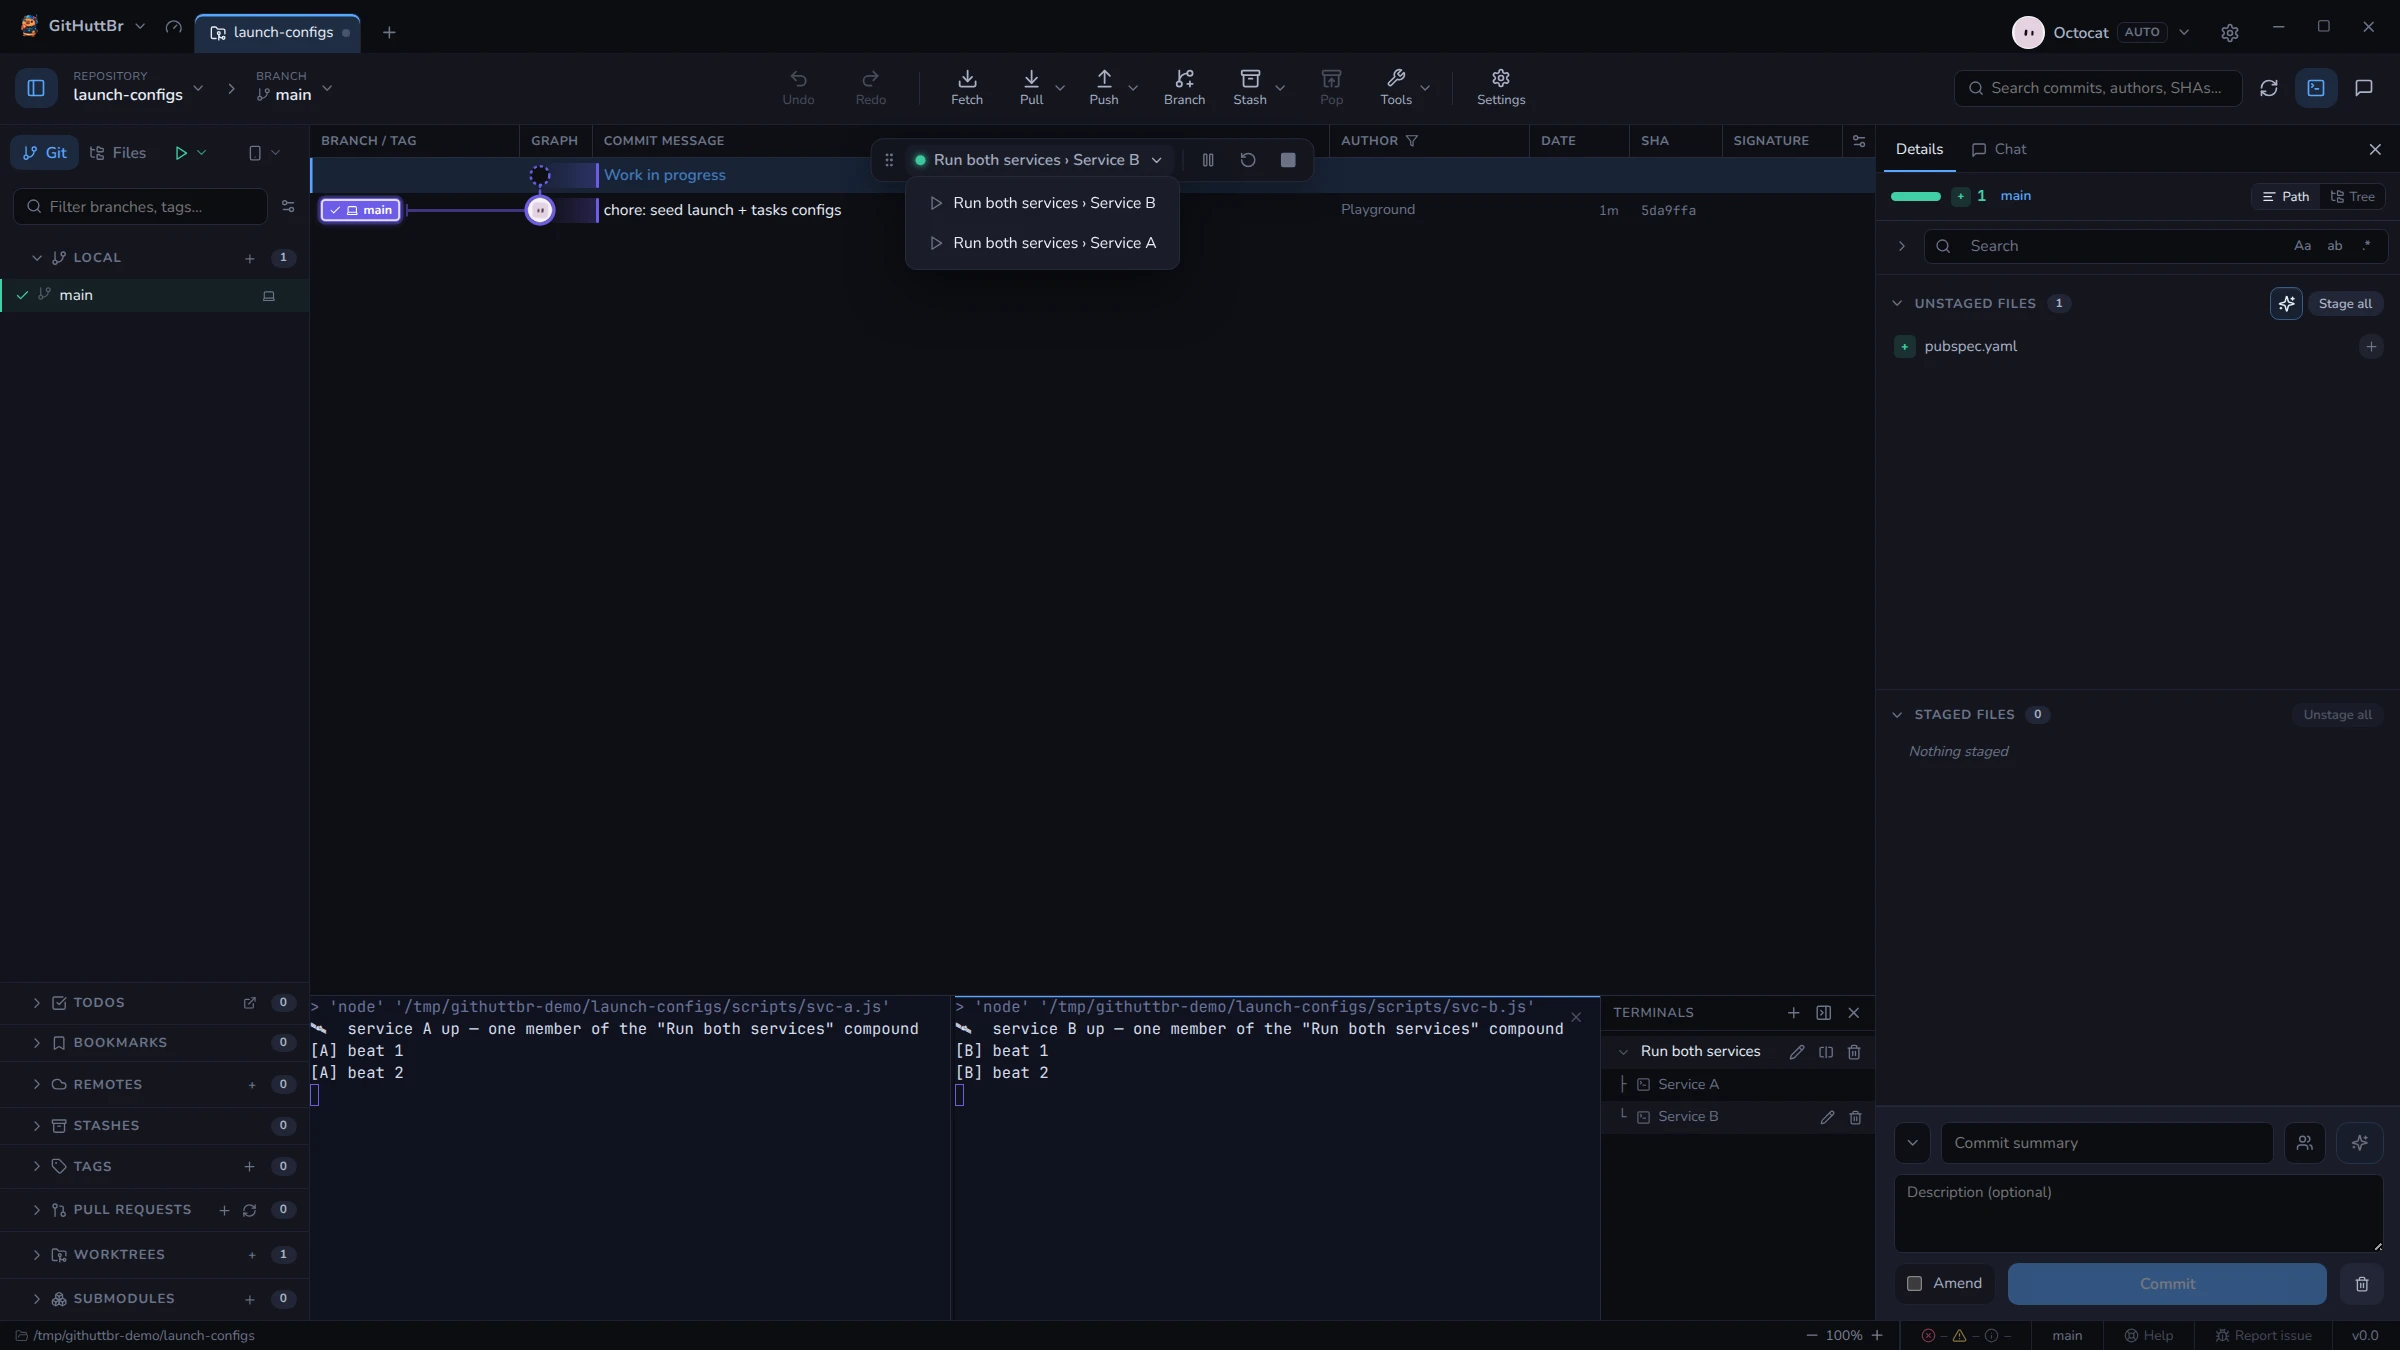 GitHuttBr
launch-configs
Octocat
AUTO
REPOSITORY
launch-configs
BRANCH
main
Undo
Redo
Fetch
Pull
Push
Branch
Stash
Pop
Tools
Settings
Search commits, authors, SHAs...
Git
Files
Filter branches, tags...
LOCAL
1
main
BRANCH / TAG
GRAPH
COMMIT MESSAGE
AUTHOR
DATE
SHA
SIGNATURE
Work in progress
main
chore: seed launch + tasks configs
Playground
1m
5da9ffa
Run both services › Service B
Run both services › Service B
Run both services › Service A
Details
Chat
+ 1
main
Path
Tree
Search
Aa
ab
.*
UNSTAGED FILES
1
Stage all
+ pubspec.yaml
STAGED FILES
0
Unstage all
Nothing staged
TODOS
0
BOOKMARKS
0
REMOTES
0
STASHES
0
TAGS
0
PULL REQUESTS
0
WORKTREES
1
SUBMODULES
0
> 'node' '/tmp/githuttbr-demo/launch-configs/scripts/svc-a.js'
service A up — one member of the "Run both services" compound
[A] beat 1
[A] beat 2
> 'node' '/tmp/githuttbr-demo/launch-configs/scripts/svc-b.js'
service B up — one member of the "Run both services" compound
[B] beat 1
[B] beat 2
TERMINALS
Run both services
Service A
Service B
Commit summary
Description (optional)
Amend
Commit
/tmp/githuttbr-demo/launch-configs
100%
main
Help
Report issue
v0.0